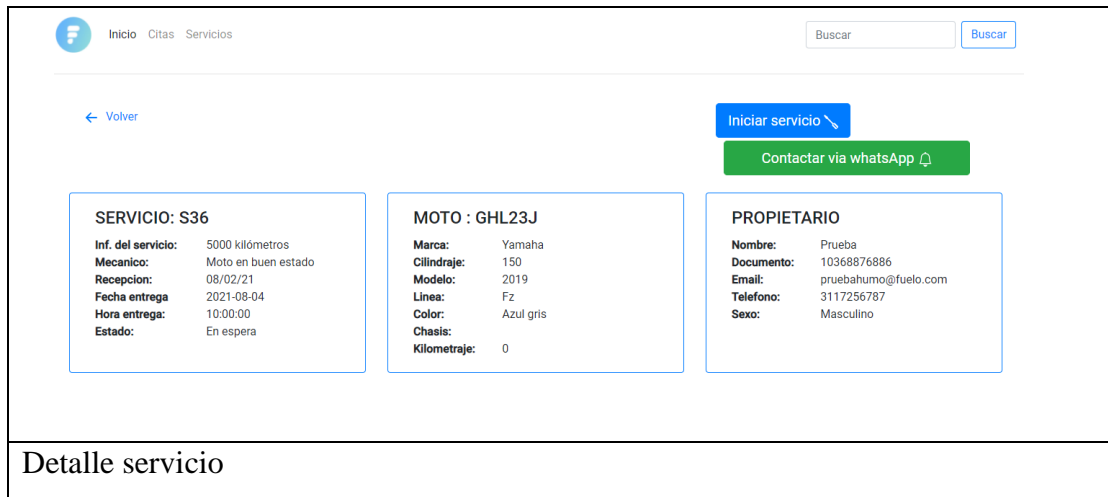 F
Inicio Citas Servicios
Buscar
Buscar
← Volver
Iniciar servicio
Contactar via whatsApp
SERVICIO: S36
Inf. del servicio: 5000 kilómetros
Mecanico: Moto en buen estado
Recepcion: 08/02/21
Fecha entrega 2021-08-04
Hora entrega: 10:00:00
Estado: En espera
MOTO : GHL23J
Marca: Yamaha
Cilindraje: 150
Modelo: 2019
Linea: Fz
Color: Azul gris
Chasis:
Kilometraje: 0
PROPIETARIO
Nombre: Prueba
Documento: 10368876886
Email: pruebahumo@fuelo.com
Telefono: 3117256787
Sexo: Masculino
Detalle servicio